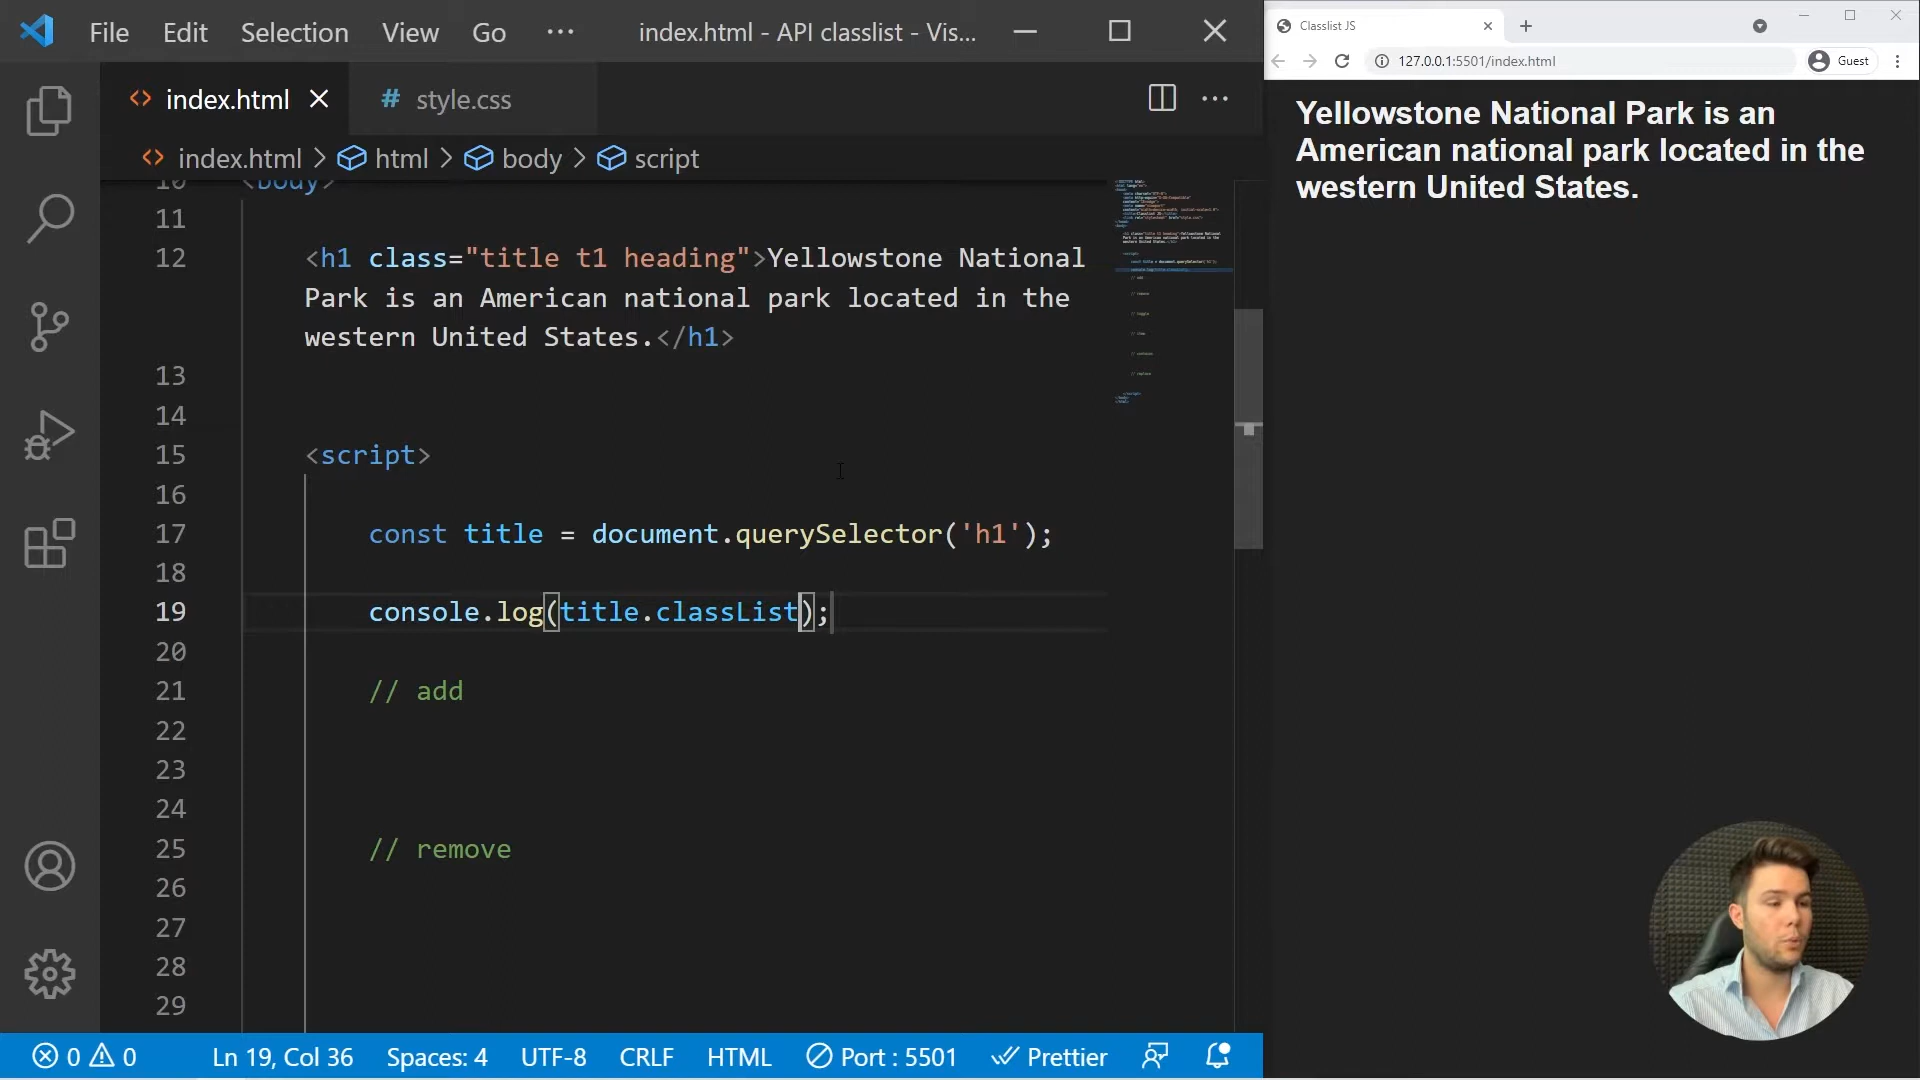 File Edit Selection View Go ··· index.html - API classlist - Vis...
index.html # style.css ···
index.html > html > body > script
10 <body>
11
12 <h1 class="title t1 heading">Yellowstone National
Park is an American national park located in the
western United States.</h1>
13
14
15 <script>
16
17 const title = document.querySelector('h1');
18
19 console.log(title.classList);
20
21 // add
22
23
24
25 // remove
26
27
28
29
0 0 Ln 19, Col 36 Spaces: 4 UTF-8 CRLF HTML Port : 5501 Prettier
Classlist JS
127.0.0.1:5501/index.html Guest
Yellowstone National Park is an
American national park located in the
western United States.